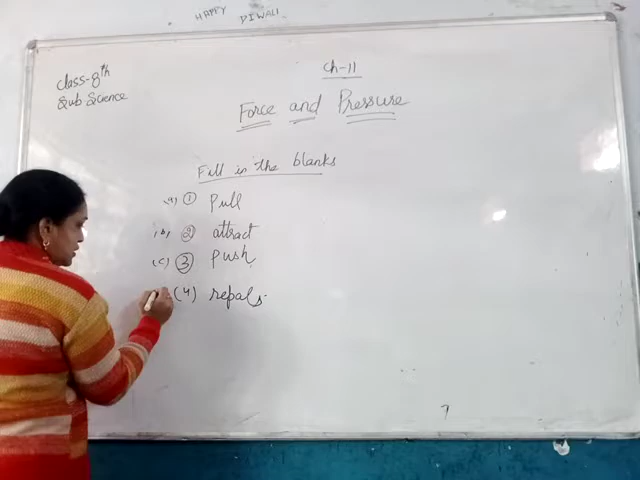 HAPPY DIWALI
Class-8th
Sub Science
Ch-11
Force and Pressure
Fill in the blanks
(a) ① Pull
(b) ② attract
(c) ③ Push
(4) repals